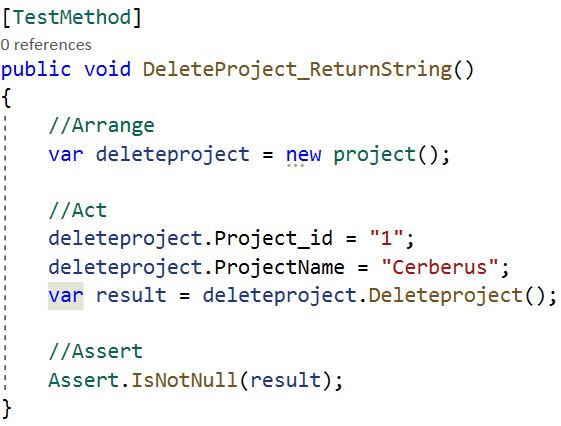 [TestMethod]
0 references
public void DeleteProject_ReturnString()
{
//Arrange
var deleteproject = new project();
//Act
deleteproject.Project_id = "1";
deleteproject.ProjectName = "Cerberus";
var result = deleteproject.Deleteproject();
//Assert
Assert.IsNotNull(result);
}